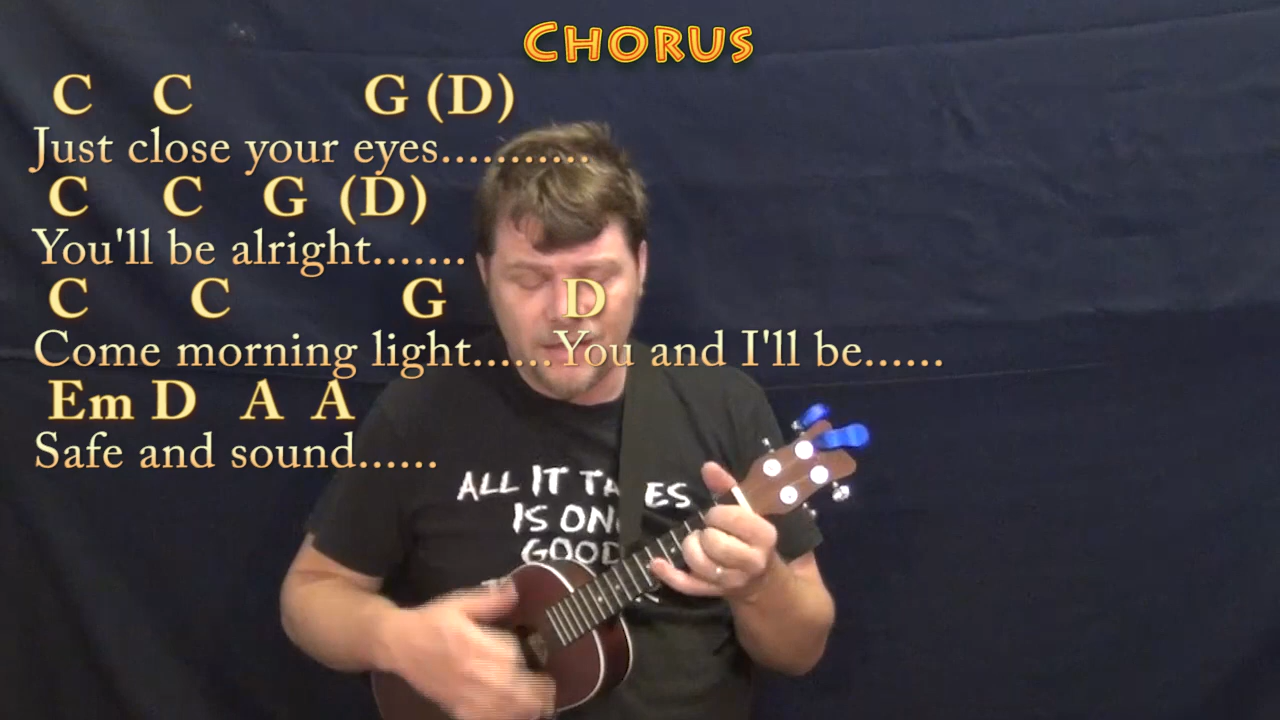 CHORUS
C C G (D)
Just close your eyes...........
C C G (D)
You'll be alright.......
C C G D
Come morning light......You and I'll be......
Em D A A
Safe and sound......
ALL IT TA ES
IS ON
GOOD